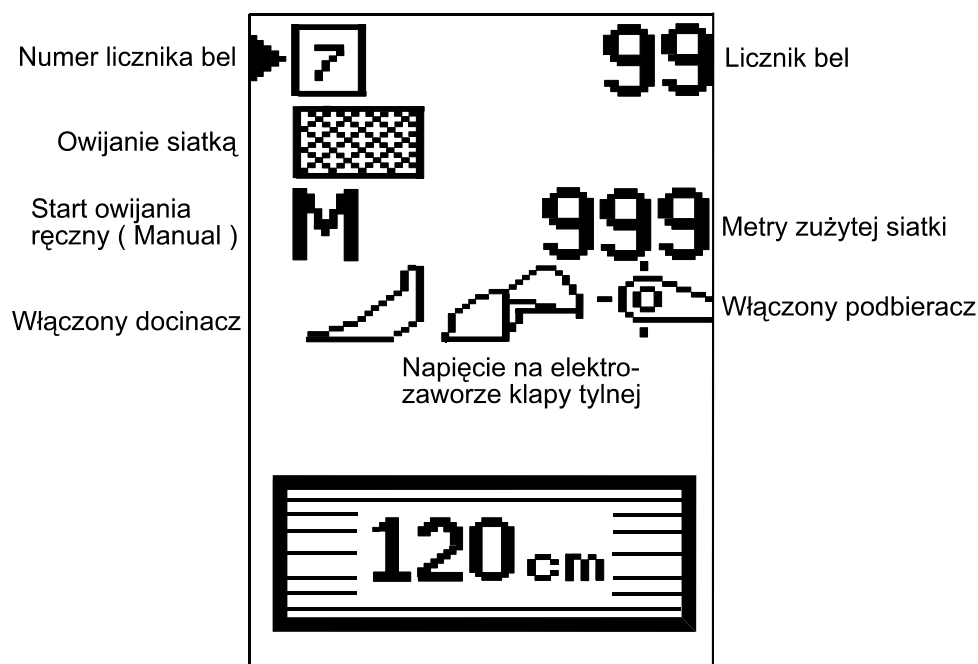 Numer licznika bel
7
99
Licznik bel
Owijanie siatką
Start owijania
ręczny ( Manual )
M
999
Metry zużytej siatki
Włączony docinacz
Włączony podbieracz
Napięcie na elektro-
zaworze klapy tylnej
120 cm